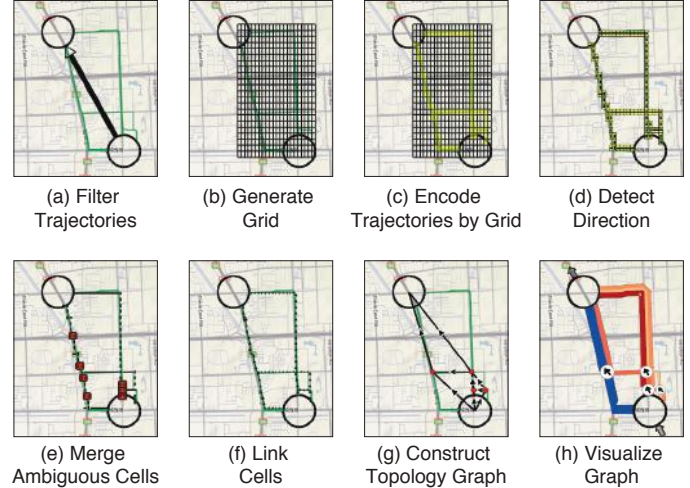 (a) Filter
Trajectories
(b) Generate
Grid
(c) Encode
Trajectories by Grid
(d) Detect
Direction
(e) Merge
Ambiguous Cells
(f) Link
Cells
(g) Construct
Topology Graph
(h) Visualize
Graph